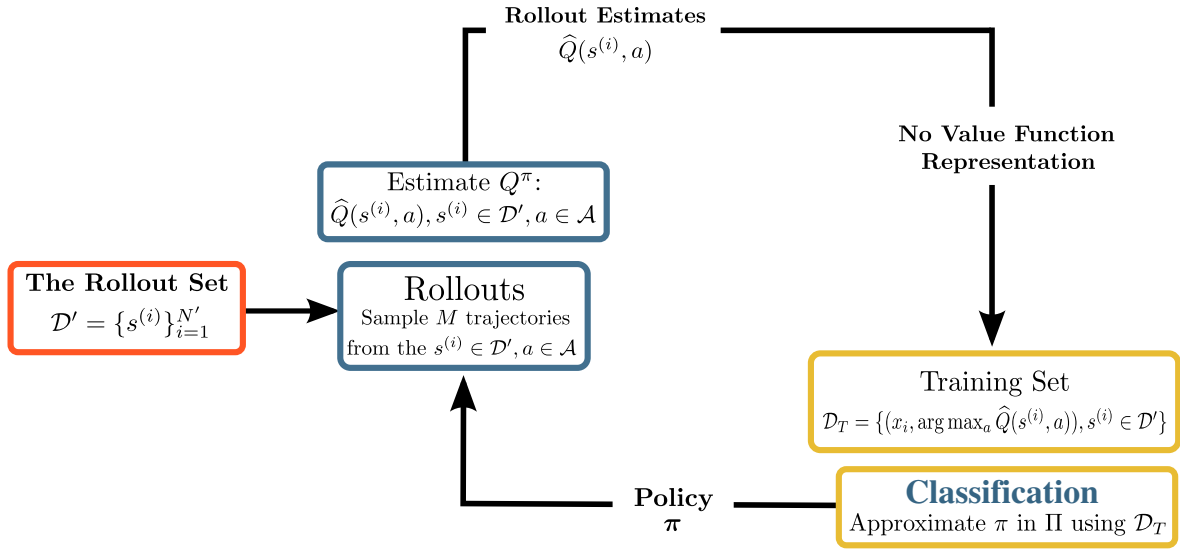 Rollout Estimates
Q̂(s⁽ⁱ⁾, a)
No Value Function
Representation
Estimate Q^π:
Q̂(s⁽ⁱ⁾, a), s⁽ⁱ⁾ ∈ 𝒟′, a ∈ 𝒜
The Rollout Set
𝒟′ = {s⁽ⁱ⁾}_{i=1}^{N′}
Rollouts
Sample M trajectories
from the s⁽ⁱ⁾ ∈ 𝒟′, a ∈ 𝒜
Training Set
𝒟_T = {(x_i, arg max_a Q̂(s⁽ⁱ⁾, a)), s⁽ⁱ⁾ ∈ 𝒟′}
Classification
Approximate π in Π using 𝒟_T
Policy
π